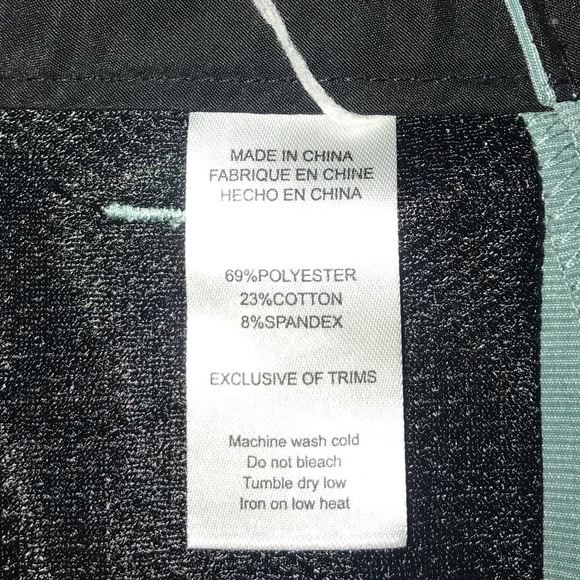 MADE IN CHINA
FABRIQUE EN CHINE
HECHO EN CHINA
69%POLYESTER
23%COTTON
8%SPANDEX
EXCLUSIVE OF TRIMS
Machine wash cold
Do not bleach
Tumble dry low
Iron on low heat